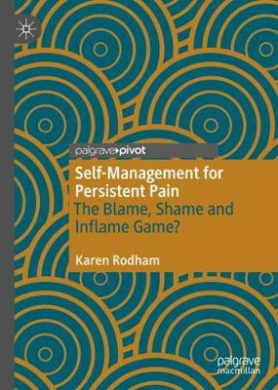 palgrave►pivot
Self-Management for
Persistent Pain
The Blame, Shame and
Inflame Game?
Karen Rodham
palgrave
macmillan